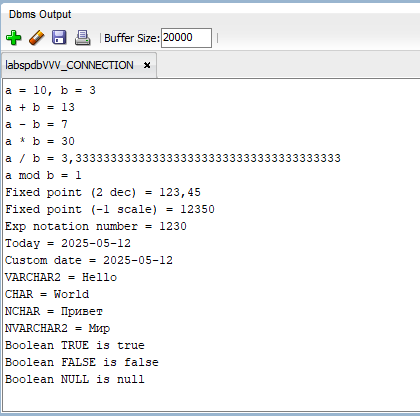 Dbms Output
Buffer Size: 20000
labspdbVVV_CONNECTION
a = 10, b = 3
a + b = 13
a - b = 7
a * b = 30
a / b = 3,3333333333333333333333333333333333333333
a mod b = 1
Fixed point (2 dec) = 123,45
Fixed point (-1 scale) = 12350
Exp notation number = 1230
Today = 2025-05-12
Custom date = 2025-05-12
VARCHAR2 = Hello
CHAR = World
NCHAR = Привет
NVARCHAR2 = Мир
Boolean TRUE is true
Boolean FALSE is false
Boolean NULL is null